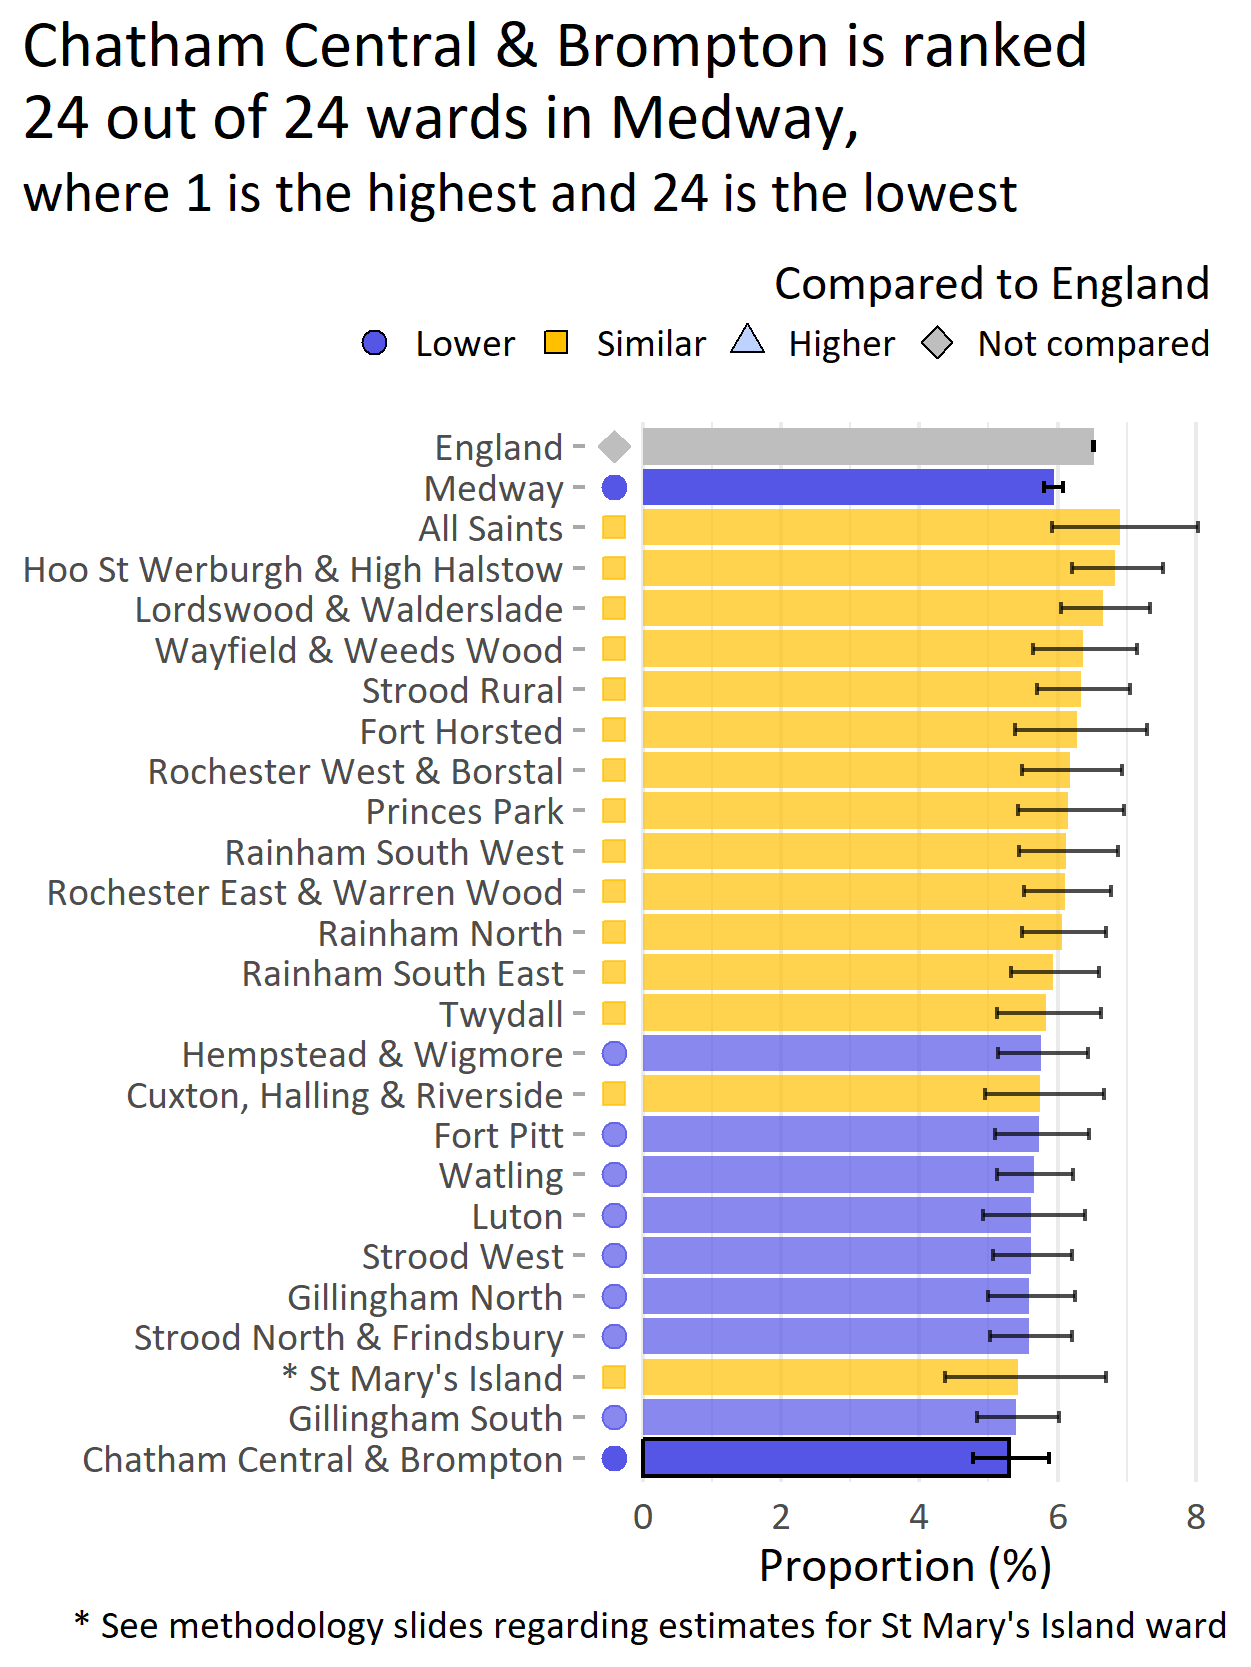 Chatham Central & Brompton is ranked
24 out of 24 wards in Medway,
where 1 is the highest and 24 is the lowest
Compared to England
Lower Similar Higher Not compared
England
Medway
All Saints
Hoo St Werburgh & High Halstow
Lordswood & Walderslade
Wayfield & Weeds Wood
Strood Rural
Fort Horsted
Rochester West & Borstal
Princes Park
Rainham South West
Rochester East & Warren Wood
Rainham North
Rainham South East
Twydall
Hempstead & Wigmore
Cuxton, Halling & Riverside
Fort Pitt
Watling
Luton
Strood West
Gillingham North
Strood North & Frindsbury
* St Mary's Island
Gillingham South
Chatham Central & Brompton
0 2 4 6 8
Proportion (%)
* See methodology slides regarding estimates for St Mary's Island ward